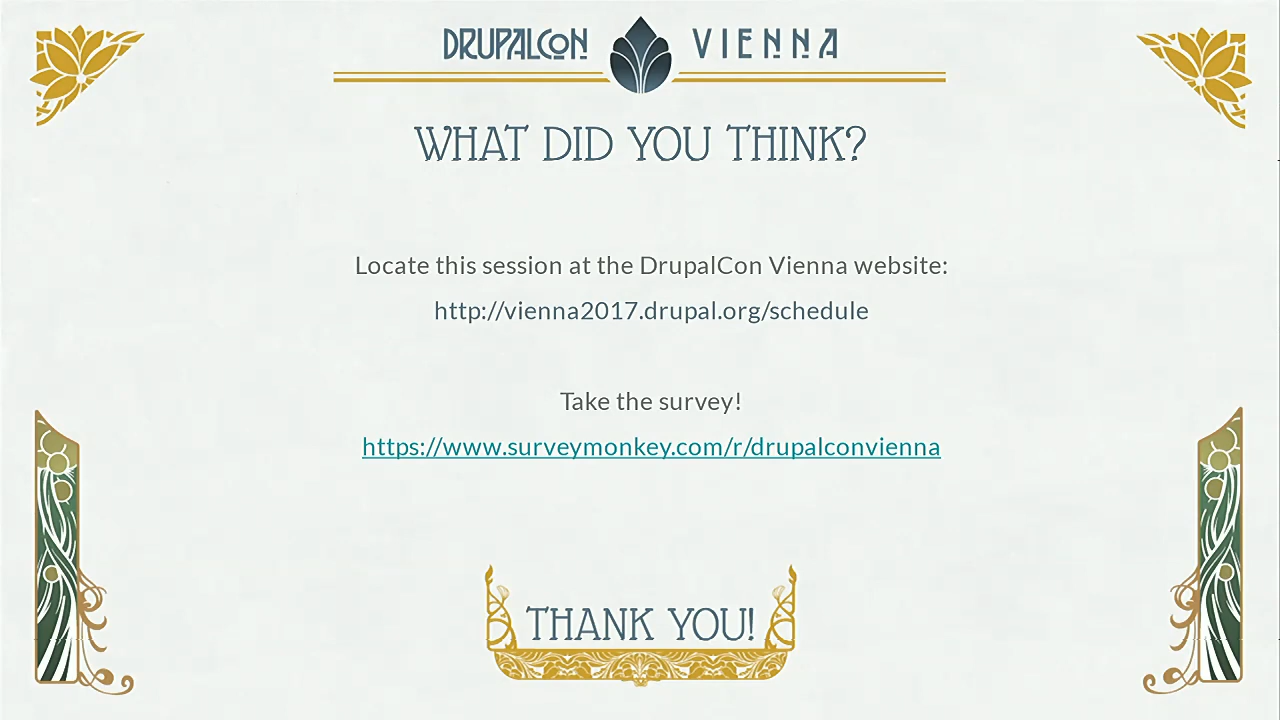 DRUPALCON VIENNA
WHAT DID YOU THINK?
Locate this session at the DrupalCon Vienna website:
http://vienna2017.drupal.org/schedule
Take the survey!
https://www.surveymonkey.com/r/drupalconvienna
THANK YOU!